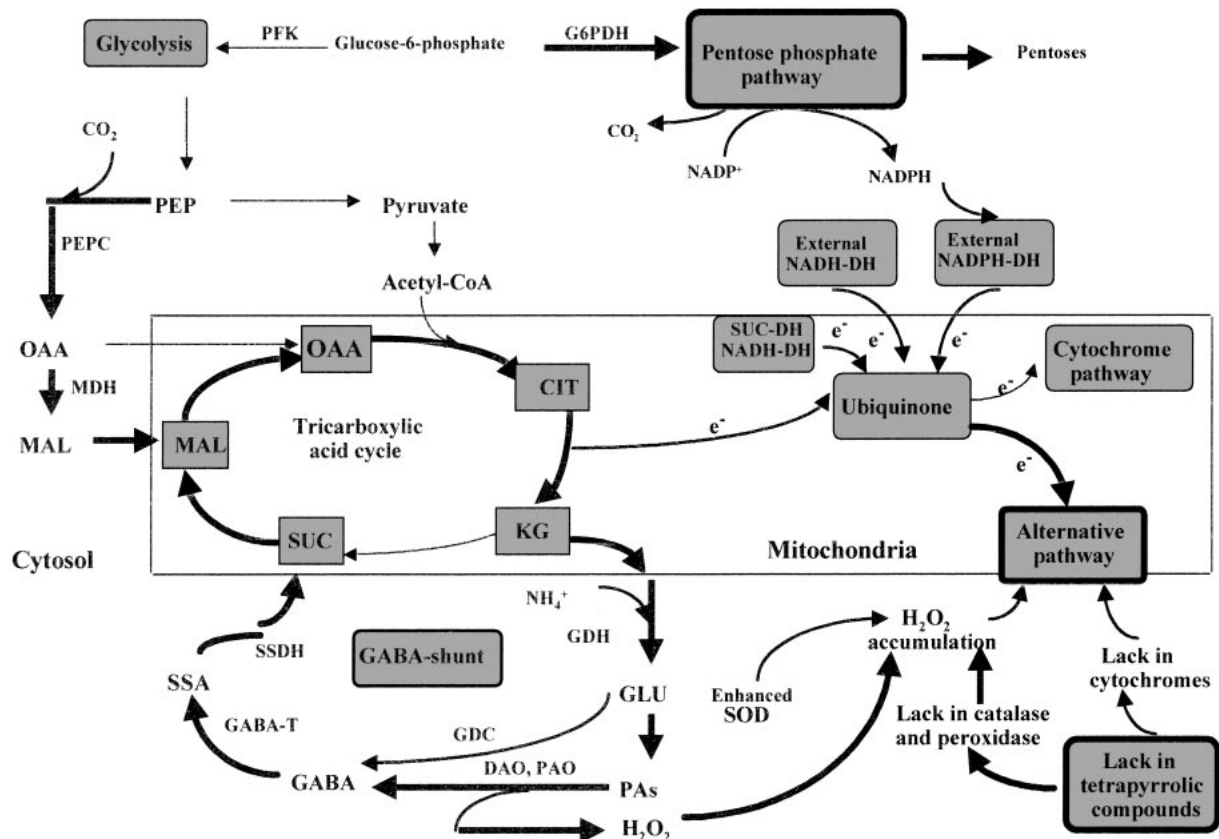 Glycolysis
PFK
Glucose-6-phosphate
G6PDH
Pentose phosphate
pathway
Pentoses
CO₂
CO₂
NADP⁺
NADPH
PEP
Pyruvate
PEPC
External
NADH-DH
External
NADPH-DH
Acetyl-CoA
OAA
OAA
SUC-DH
NADH-DH
e⁻
e⁻
e⁻
Cytochrome
pathway
MDH
CIT
Ubiquinone
e⁻
MAL
MAL
Tricarboxylic
acid cycle
e⁻
e⁻
Cytosol
SUC
KG
Mitochondria
Alternative
pathway
NH₄⁺
GDH
SSDH
GABA-shunt
H₂O₂
accumulation
SSA
GLU
Enhanced
SOD
Lack in
cytochromes
GABA-T
GDC
Lack in catalase
and peroxidase
GABA
DAO, PAO
PAs
Lack in
tetrapyrrolic
compounds
H₂O₂